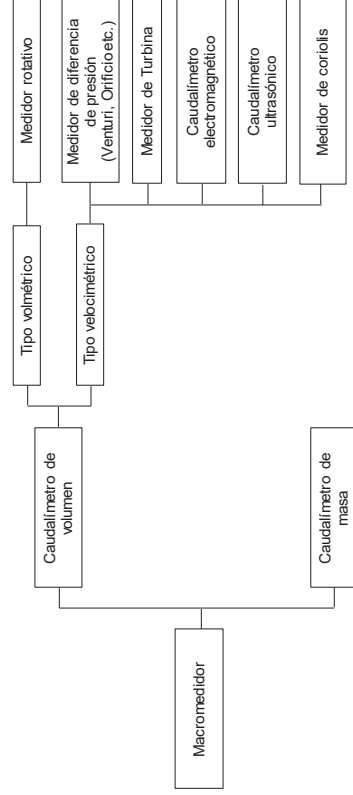 Macromedidor
Caudalímetro de
volumen
Caudalímetro de
masa
Tipo volmétrico
Tipo velocimétrico
Medidor rotativo
Medidor de diferencia
de presión
(Venturi, Orificio etc.)
Medidor de Turbina
Caudalímetro
electromagnético
Caudalímetro
ultrasónico
Medidor de coriolis